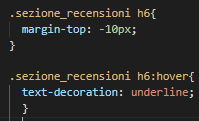 .sezione_recensioni h6{
margin-top: -10px;
}
.sezione_recensioni h6:hover{
text-decoration: underline;
}